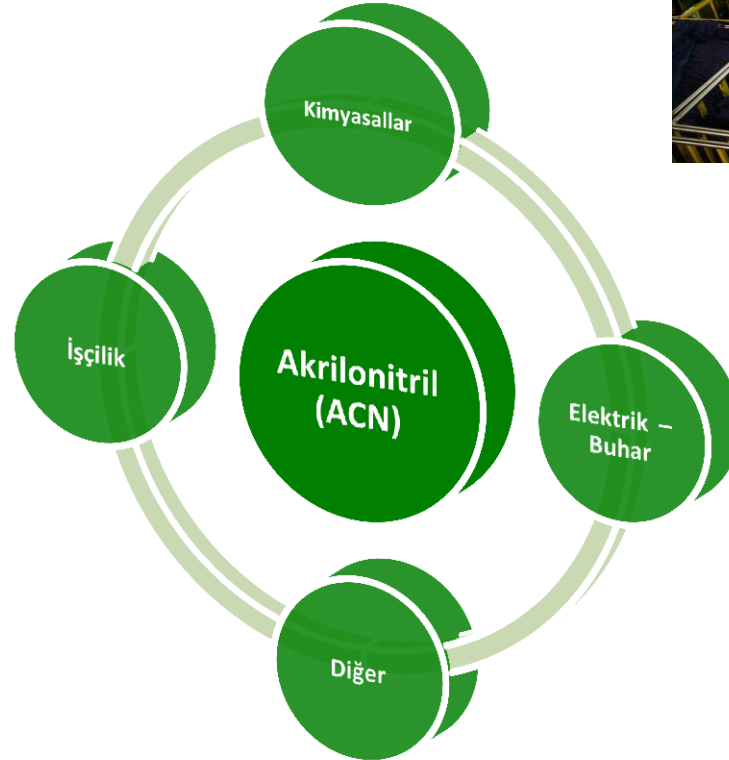 Kimyasallar
İşçilik
Akrilonitril
(ACN)
Elektrik –
Buhar
Diğer